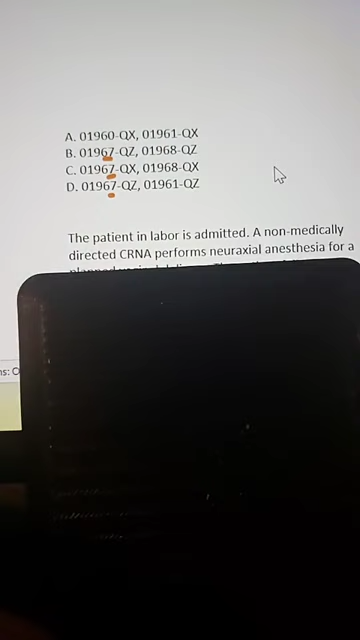 A. 01960-QX, 01961-QX
B. 01967-QZ, 01968-QZ
C. 01967-QX, 01968-QX
D. 01967-QZ, 01961-QZ
The patient in labor is admitted. A non-medically
directed CRNA performs neuraxial anesthesia for a